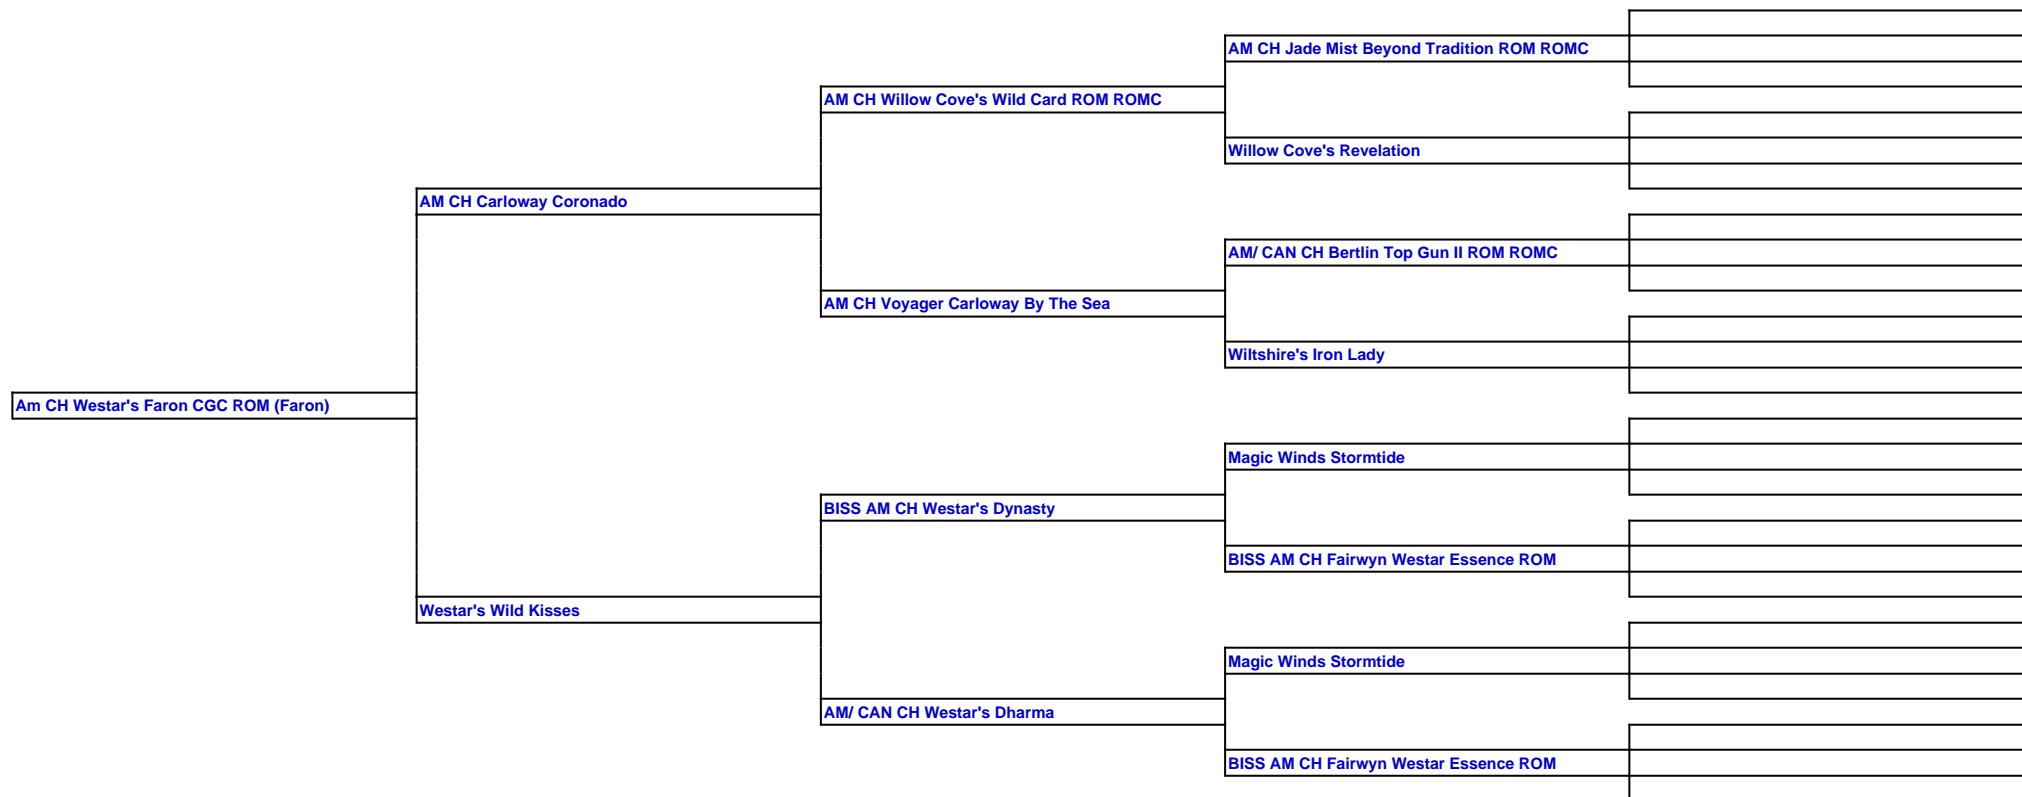 AM CH Jade Mist Beyond Tradition ROM ROMC
AM CH Willow Cove's Wild Card ROM ROMC
Willow Cove's Revelation
AM CH Carloway Coronado
AM/ CAN CH Bertlin Top Gun II ROM ROMC
AM CH Voyager Carloway By The Sea
Wiltshire's Iron Lady
Am CH Westar's Faron CGC ROM (Faron)
Magic Winds Stormtide
BISS AM CH Westar's Dynasty
BISS AM CH Fairwyn Westar Essence ROM
Westar's Wild Kisses
Magic Winds Stormtide
AM/ CAN CH Westar's Dharma
BISS AM CH Fairwyn Westar Essence ROM